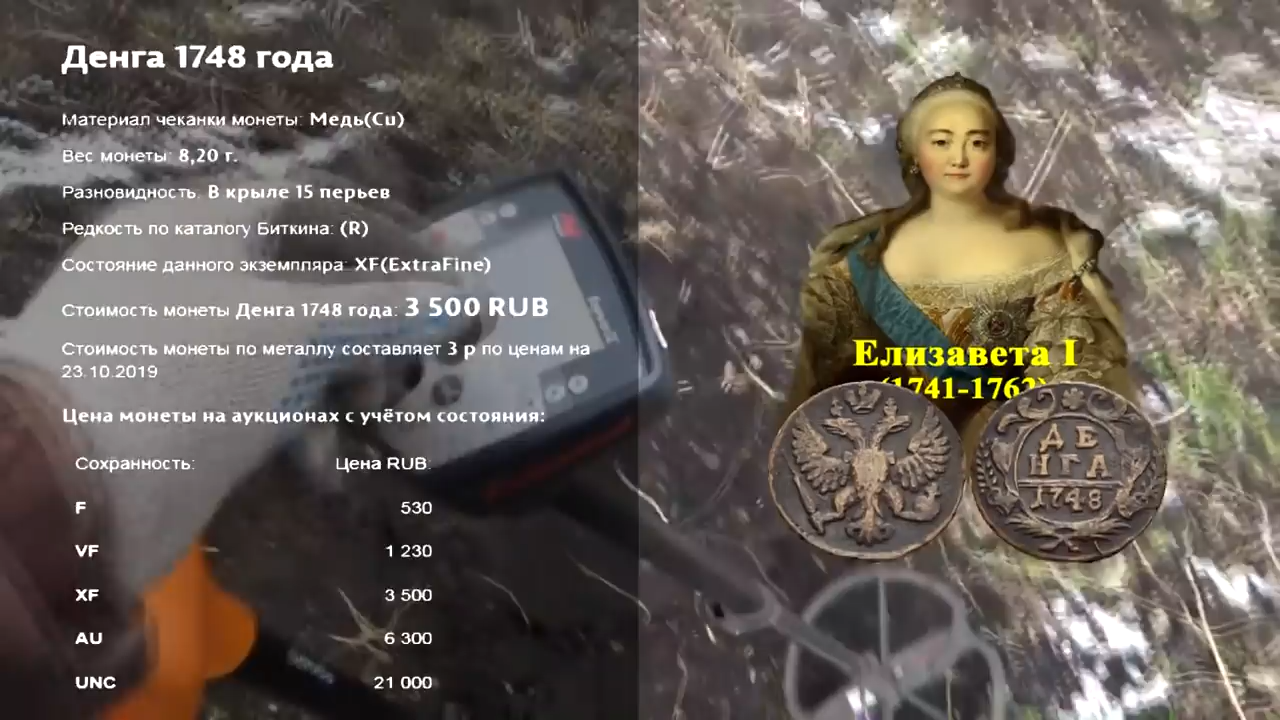 Денга 1748 года
Материал чеканки монеты: Медь(Cu)
Вес монеты: 8,20 г.
Разновидность: В крыле 15 перьев
Редкость по каталогу Биткина: (R)
Состояние данного экземпляра: XF(ExtraFine)
Стоимость монеты Денга 1748 года: 3 500 RUB
Стоимость монеты по металлу составляет 3 р по ценам на
23.10.2019
Цена монеты на аукционах с учётом состояния:
Сохранность: Цена RUB:
F 530
VF 1 230
XF 3 500
AU 6 300
UNC 21 000
Елизавета I
(1741-1762)
ДЕ
НГА
1748